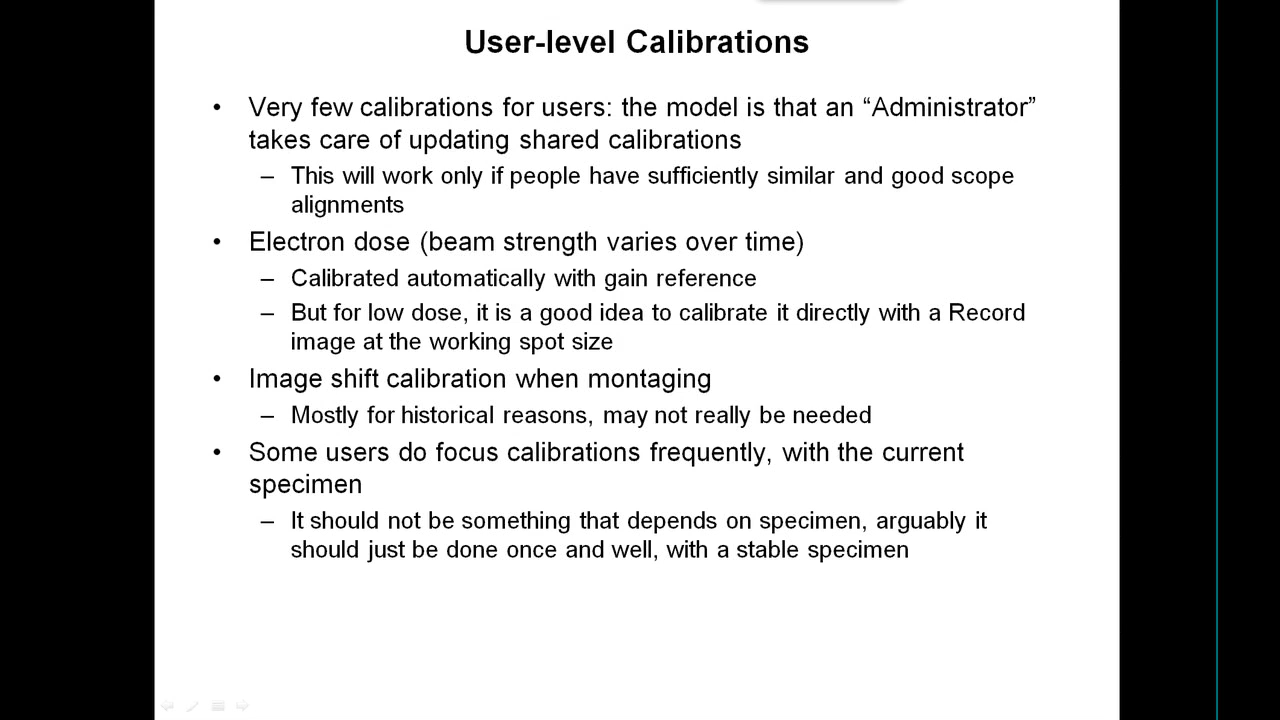 User-level Calibrations
• Very few calibrations for users: the model is that an “Administrator”
takes care of updating shared calibrations
– This will work only if people have sufficiently similar and good scope
alignments
• Electron dose (beam strength varies over time)
– Calibrated automatically with gain reference
– But for low dose, it is a good idea to calibrate it directly with a Record
image at the working spot size
• Image shift calibration when montaging
– Mostly for historical reasons, may not really be needed
• Some users do focus calibrations frequently, with the current
specimen
– It should not be something that depends on specimen, arguably it
should just be done once and well, with a stable specimen